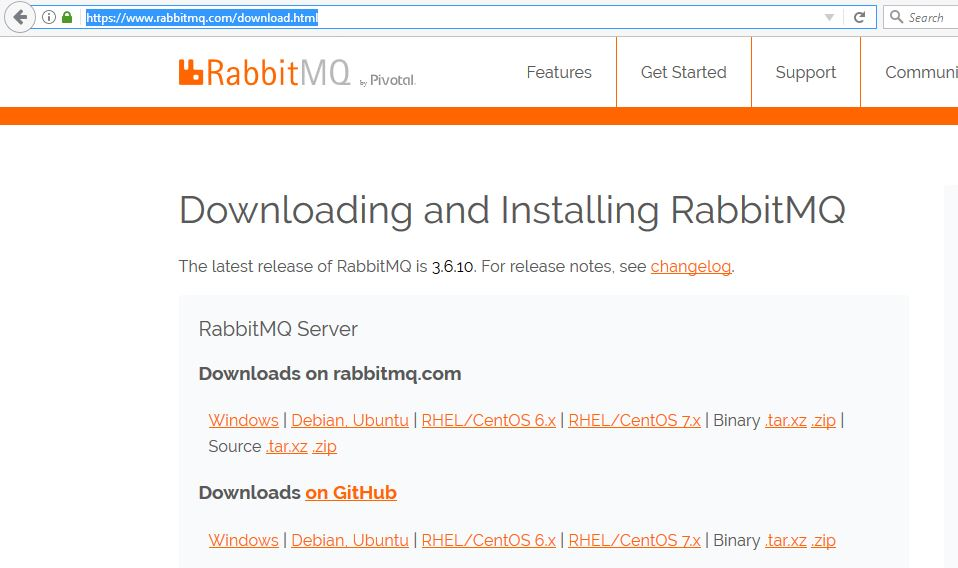 https://www.rabbitmq.com/download.html
Search
RabbitMQ by Pivotal.
Features Get Started Support Communi
Downloading and Installing RabbitMQ
The latest release of RabbitMQ is 3.6.10. For release notes, see changelog.
RabbitMQ Server
Downloads on rabbitmq.com
Windows | Debian, Ubuntu | RHEL/CentOS 6.x | RHEL/CentOS 7.x | Binary .tar.xz .zip |
Source .tar.xz .zip
Downloads on GitHub
Windows | Debian, Ubuntu | RHEL/CentOS 6.x | RHEL/CentOS 7.x | Binary .tar.xz .zip